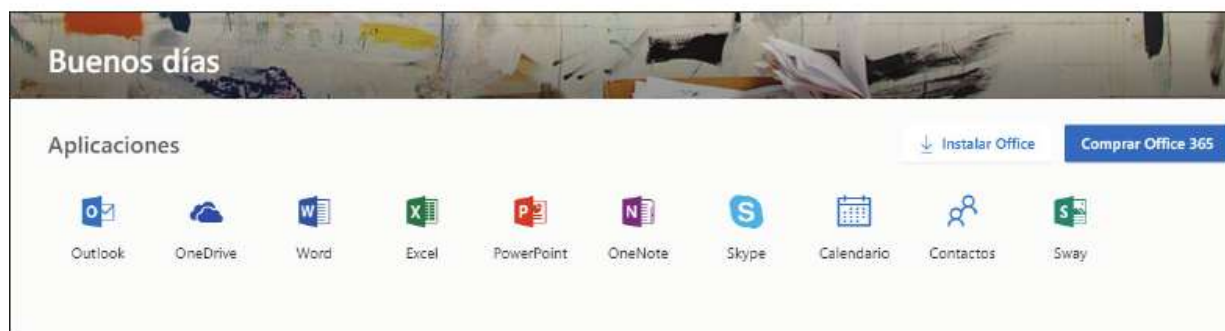 Buenos días
Aplicaciones
Instalar Office
Comprar Office 365
Outlook
OneDrive
Word
Excel
PowerPoint
OneNote
Skype
Calendario
Contactos
Sway